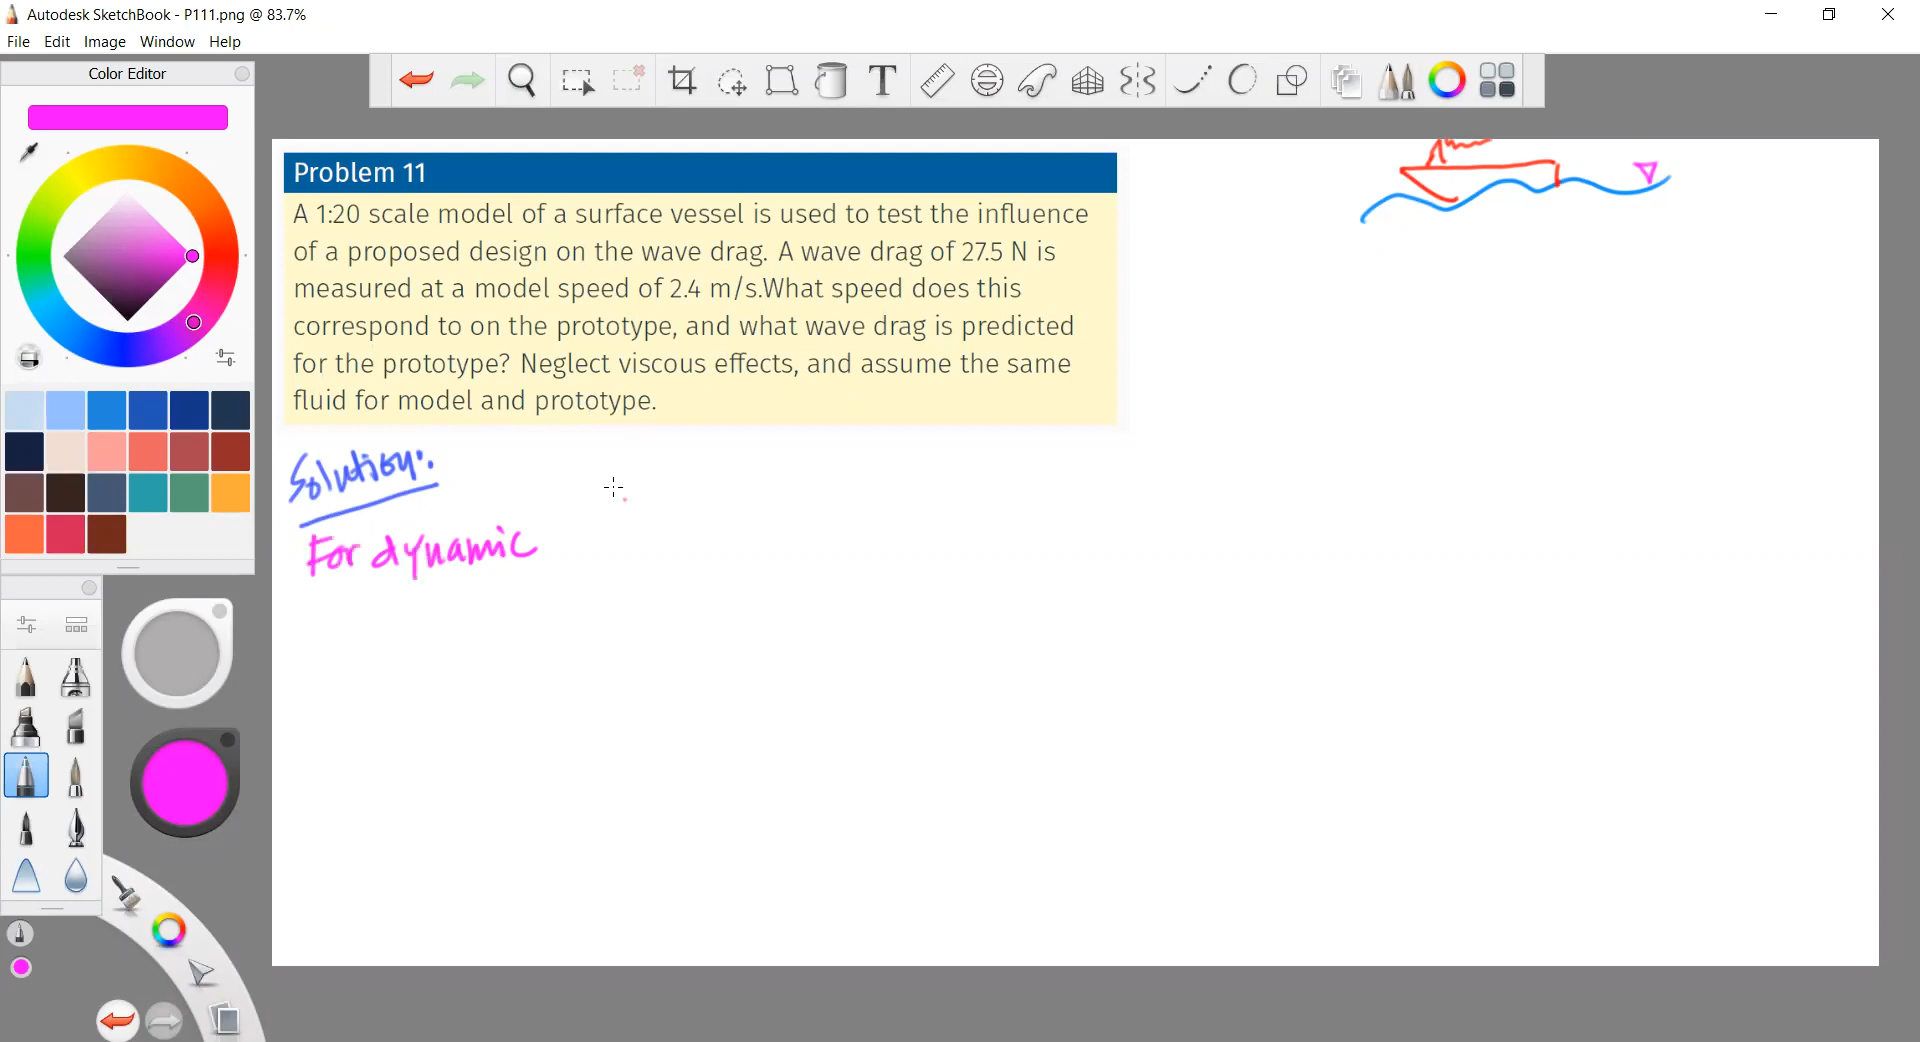 Autodesk SketchBook - P111.png @ 83.7%
File Edit Image Window Help
Color Editor
T
Problem 11
A 1:20 scale model of a surface vessel is used to test the influence
of a proposed design on the wave drag. A wave drag of 27.5 N is
measured at a model speed of 2.4 m/s.What speed does this
correspond to on the prototype, and what wave drag is predicted
for the prototype? Neglect viscous effects, and assume the same
fluid for model and prototype.
Solution:
For dynamic